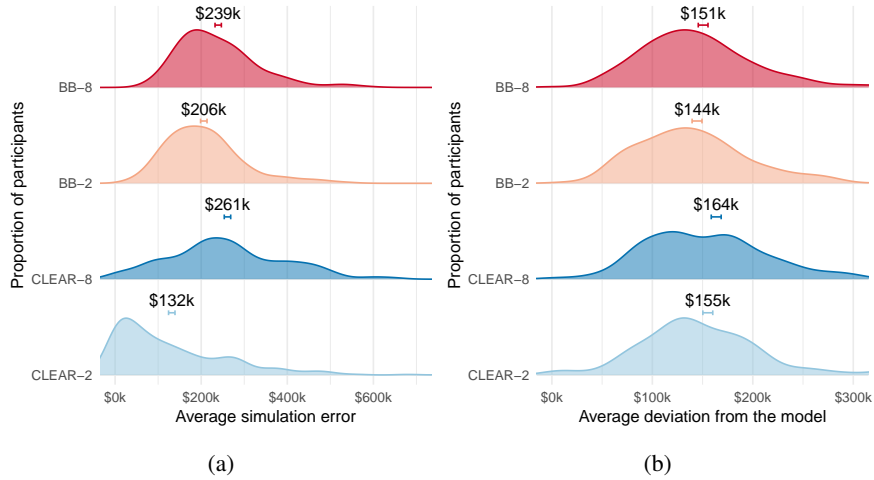 $239k
BB–8
$206k
BB–2
$261k
CLEAR–8
$132k
CLEAR–2
Proportion of participants
$0k $200k $400k $600k
Average simulation error
(a)
$151k
BB–8
$144k
BB–2
$164k
CLEAR–8
$155k
CLEAR–2
Proportion of participants
$0k $100k $200k $300k
Average deviation from the model
(b)